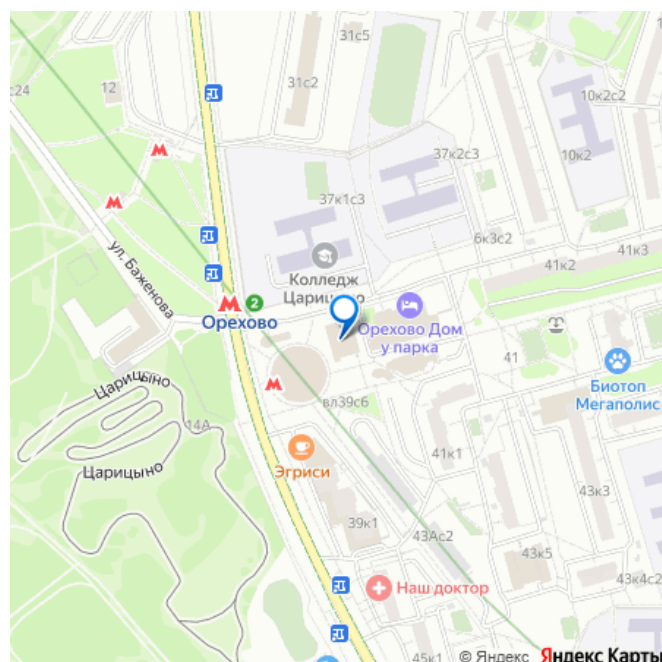 31с5
с24
12
31с2
10к2с2
37к2с3
10к2
37к1с3
6к3с2
41к3
41к2
ул. Баженова
Колледж
Царицыно
2
Орехово
Орехово Дом
у парка
41
Биотоп
Мегаполис
Царицыно
14А
вл39с6
Царицыно
Эгриси
41к1
43к3
39к1
43Ас2
43к5
43к4с2
Наш доктор
45к1
© Яндекс Яндекс Карты